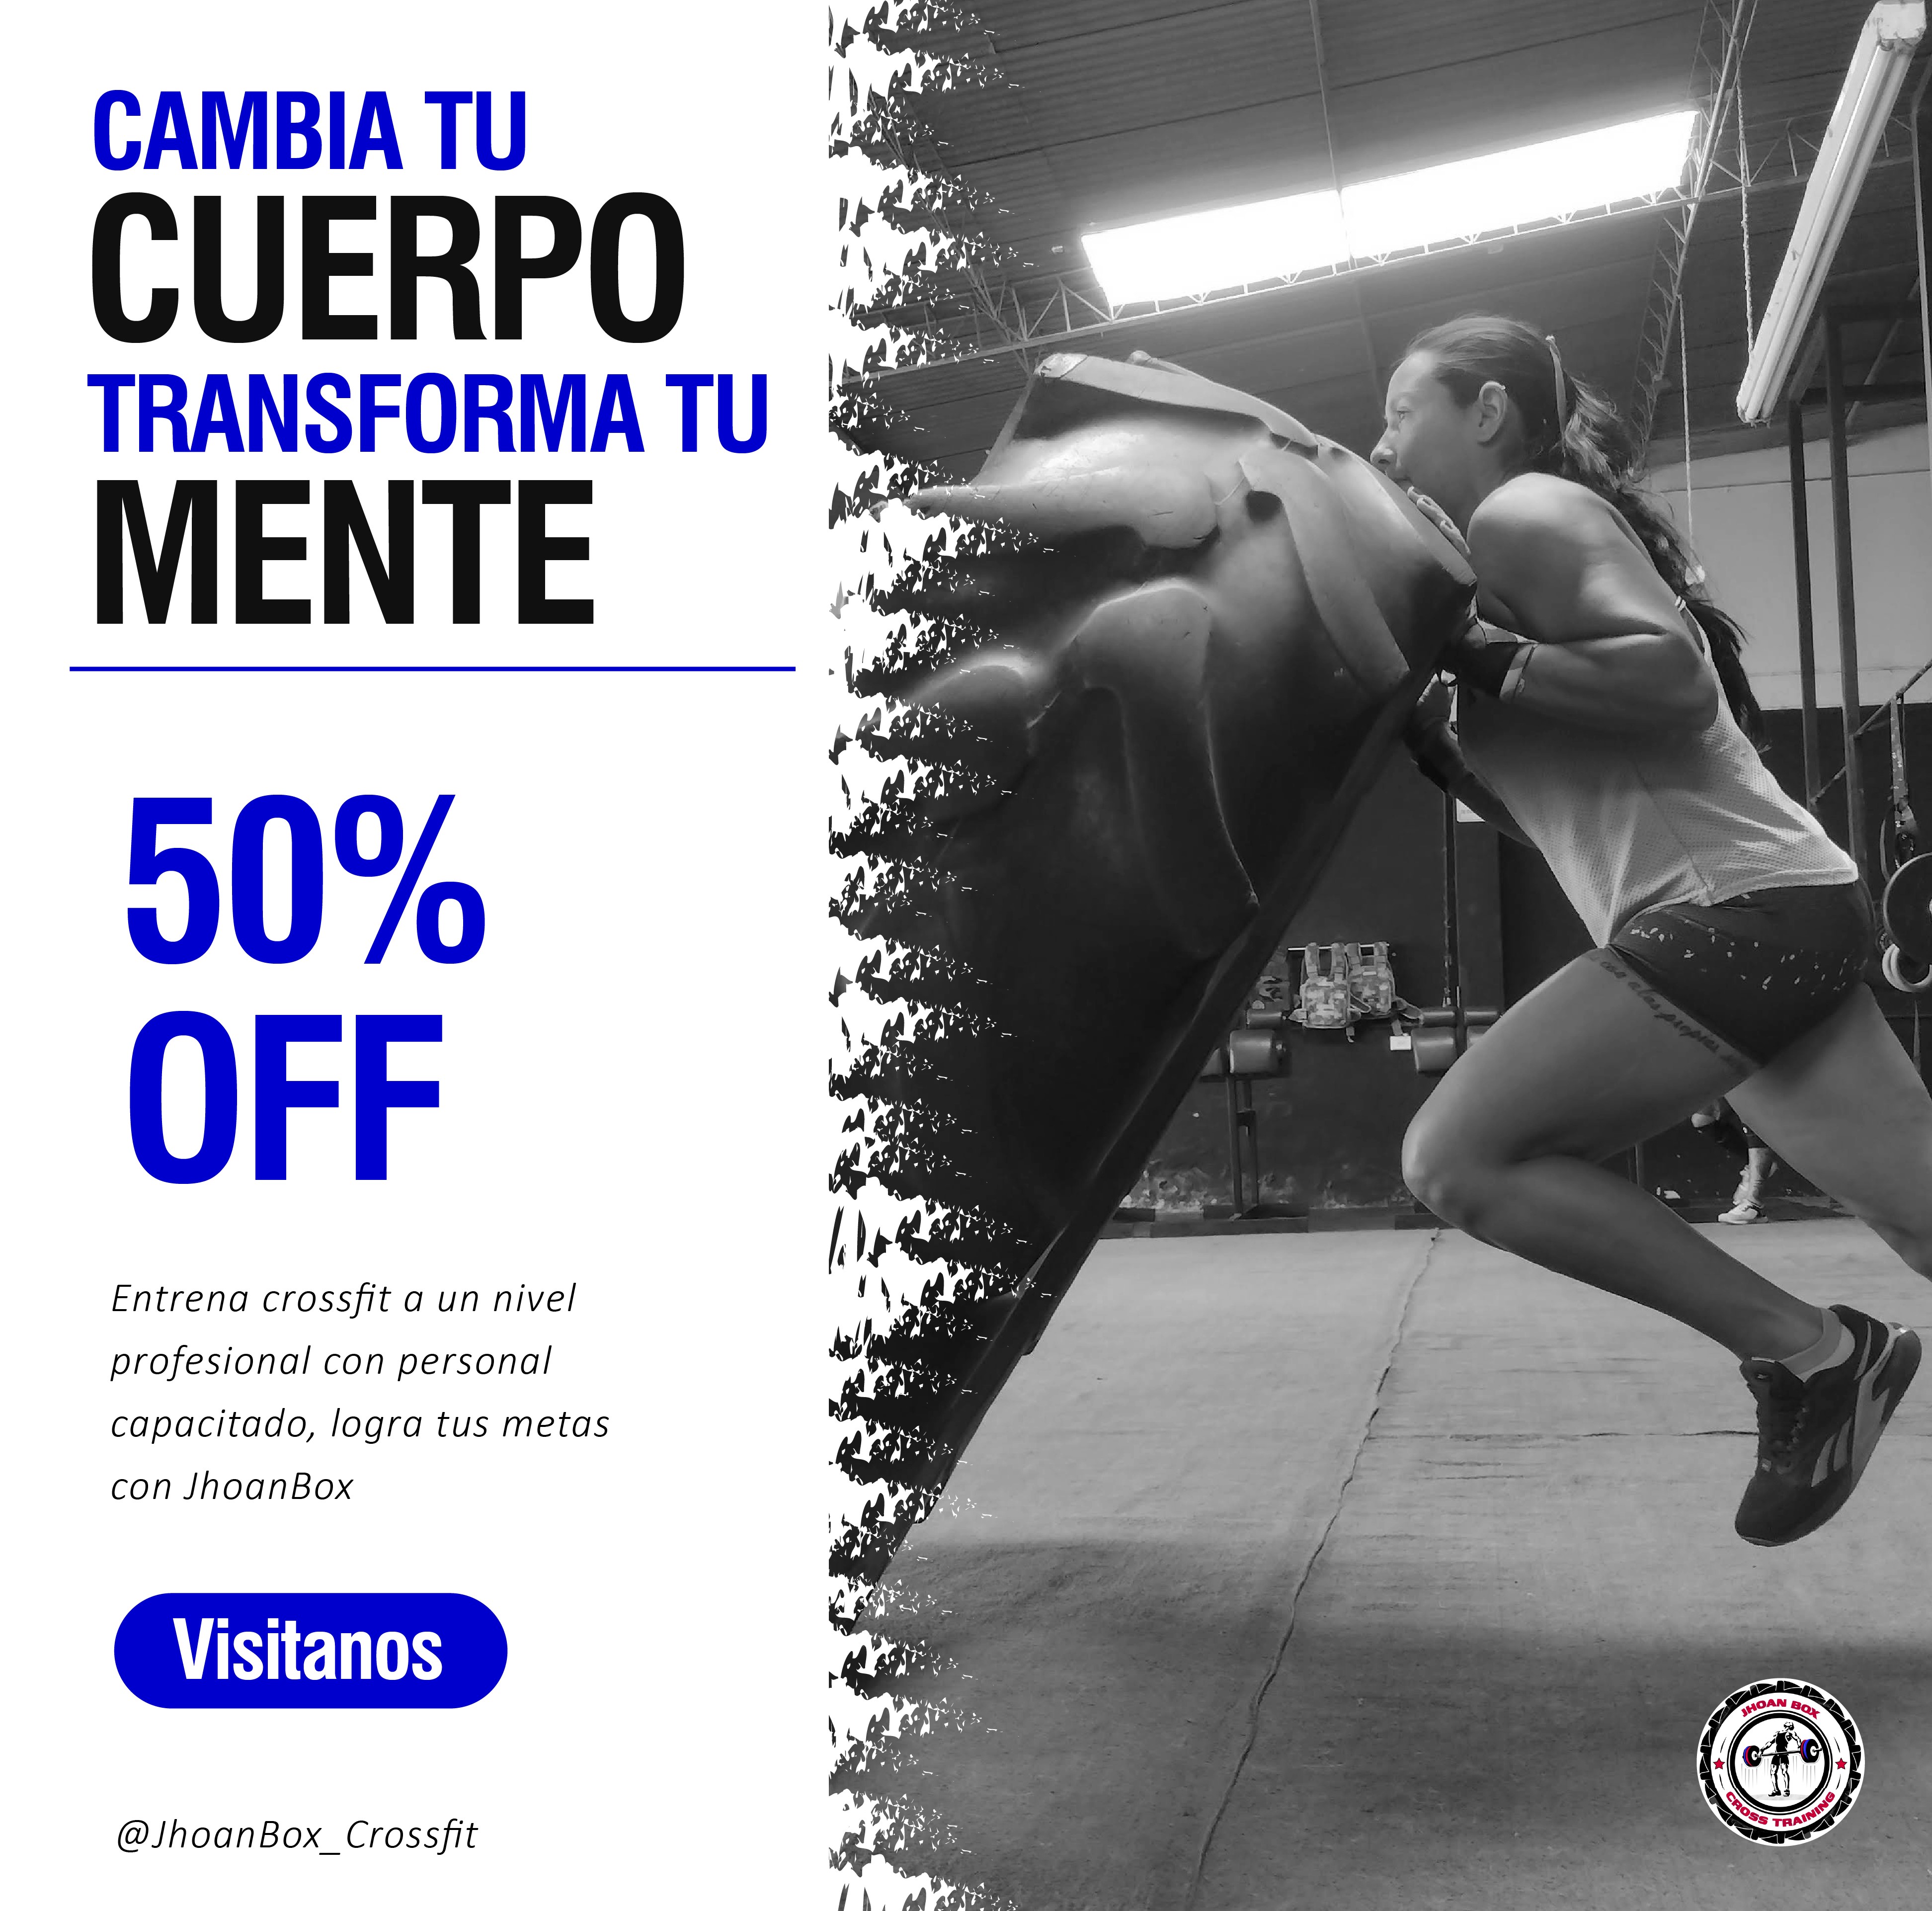 CAMBIA TU
CUERPO
TRANSFORMA TU
MENTE
50%
OFF
Entrena crossfit a un nivel
profesional con personal
capacitado, logra tus metas
con JhoanBox
Visitanos
@JhoanBox_Crossfit
JHOAN BOX
CROSS TRAINING